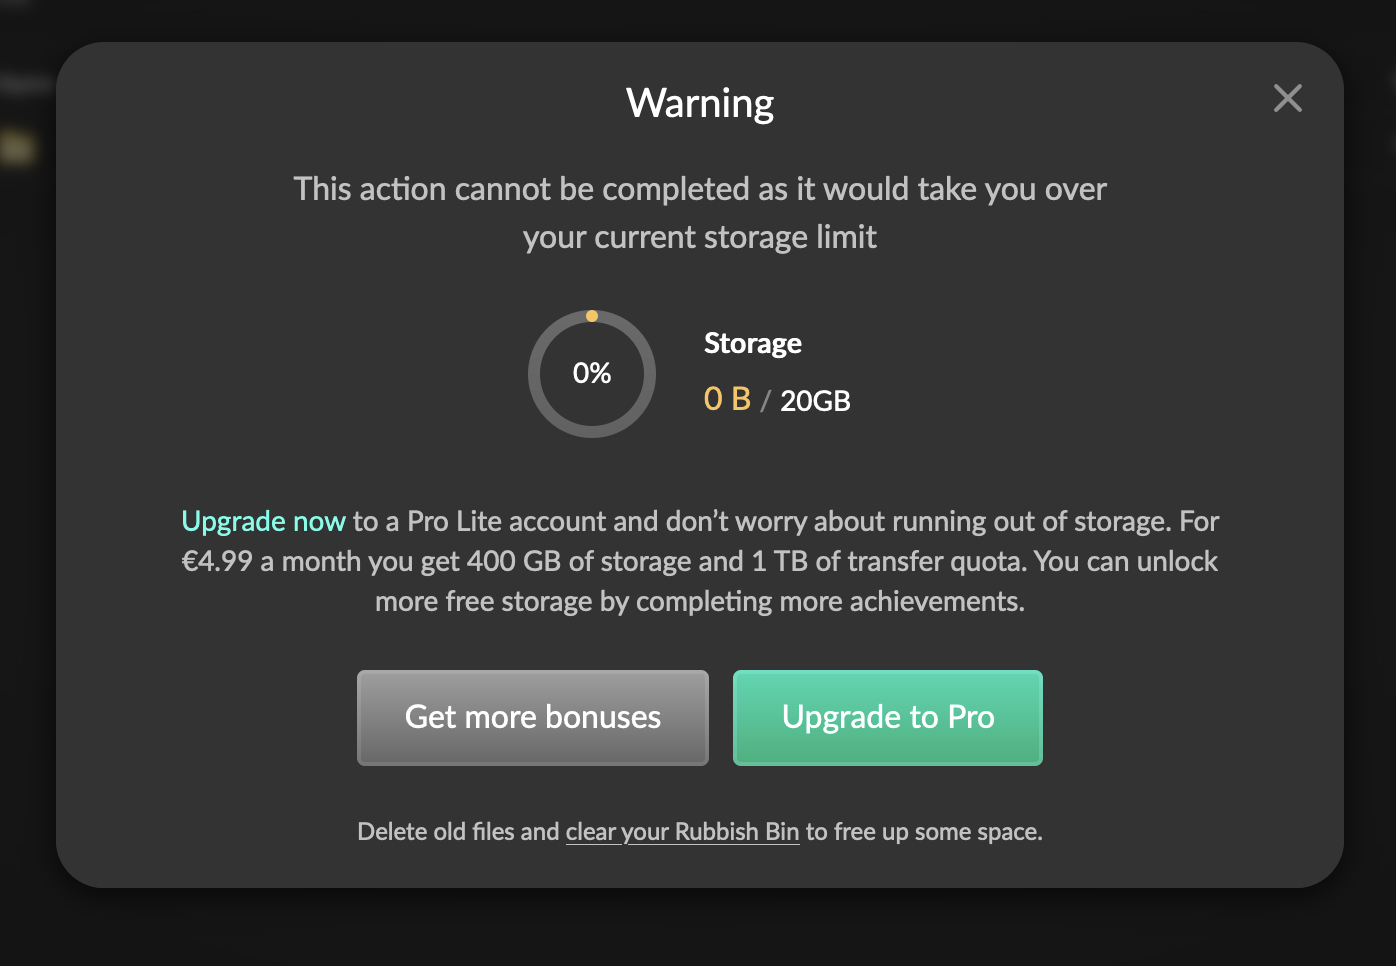 Warning
This action cannot be completed as it would take you over
your current storage limit
0%
Storage
0 B / 20GB
Upgrade now to a Pro Lite account and don’t worry about running out of storage. For
€4.99 a month you get 400 GB of storage and 1 TB of transfer quota. You can unlock
more free storage by completing more achievements.
Get more bonuses
Upgrade to Pro
Delete old files and clear your Rubbish Bin to free up some space.